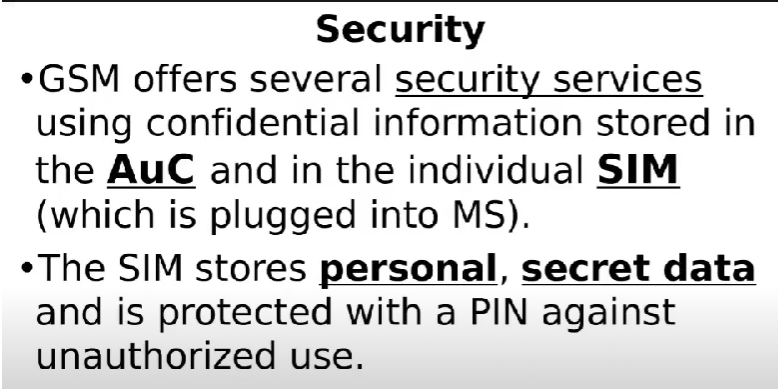 Security
•GSM offers several security services
using confidential information stored in
the AuC and in the individual SIM
(which is plugged into MS).
•The SIM stores personal, secret data
and is protected with a PIN against
unauthorized use.